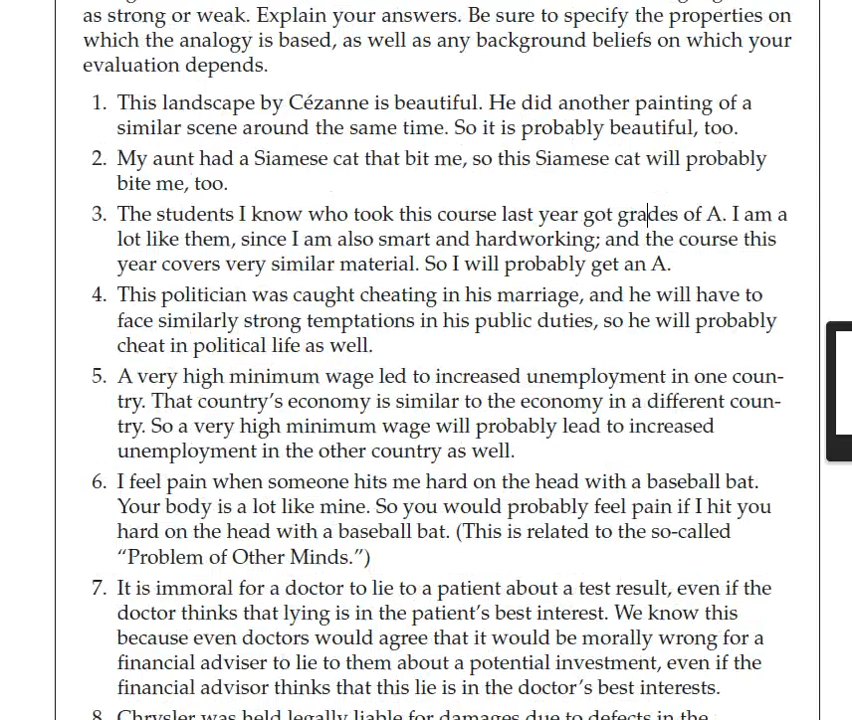 as strong or weak. Explain your answers. Be sure to specify the properties on
which the analogy is based, as well as any background beliefs on which your
evaluation depends.
1. This landscape by Cézanne is beautiful. He did another painting of a
similar scene around the same time. So it is probably beautiful, too.
2. My aunt had a Siamese cat that bit me, so this Siamese cat will probably
bite me, too.
3. The students I know who took this course last year got grades of A. I am a
lot like them, since I am also smart and hardworking; and the course this
year covers very similar material. So I will probably get an A.
4. This politician was caught cheating in his marriage, and he will have to
face similarly strong temptations in his public duties, so he will probably
cheat in political life as well.
5. A very high minimum wage led to increased unemployment in one coun-
try. That country's economy is similar to the economy in a different coun-
try. So a very high minimum wage will probably lead to increased
unemployment in the other country as well.
6. I feel pain when someone hits me hard on the head with a baseball bat.
Your body is a lot like mine. So you would probably feel pain if I hit you
hard on the head with a baseball bat. (This is related to the so-called
“Problem of Other Minds.”)
7. It is immoral for a doctor to lie to a patient about a test result, even if the
doctor thinks that lying is in the patient's best interest. We know this
because even doctors would agree that it would be morally wrong for a
financial adviser to lie to them about a potential investment, even if the
financial advisor thinks that this lie is in the doctor's best interests.
8. Chrysler was held legally liable for damages due to defects in the